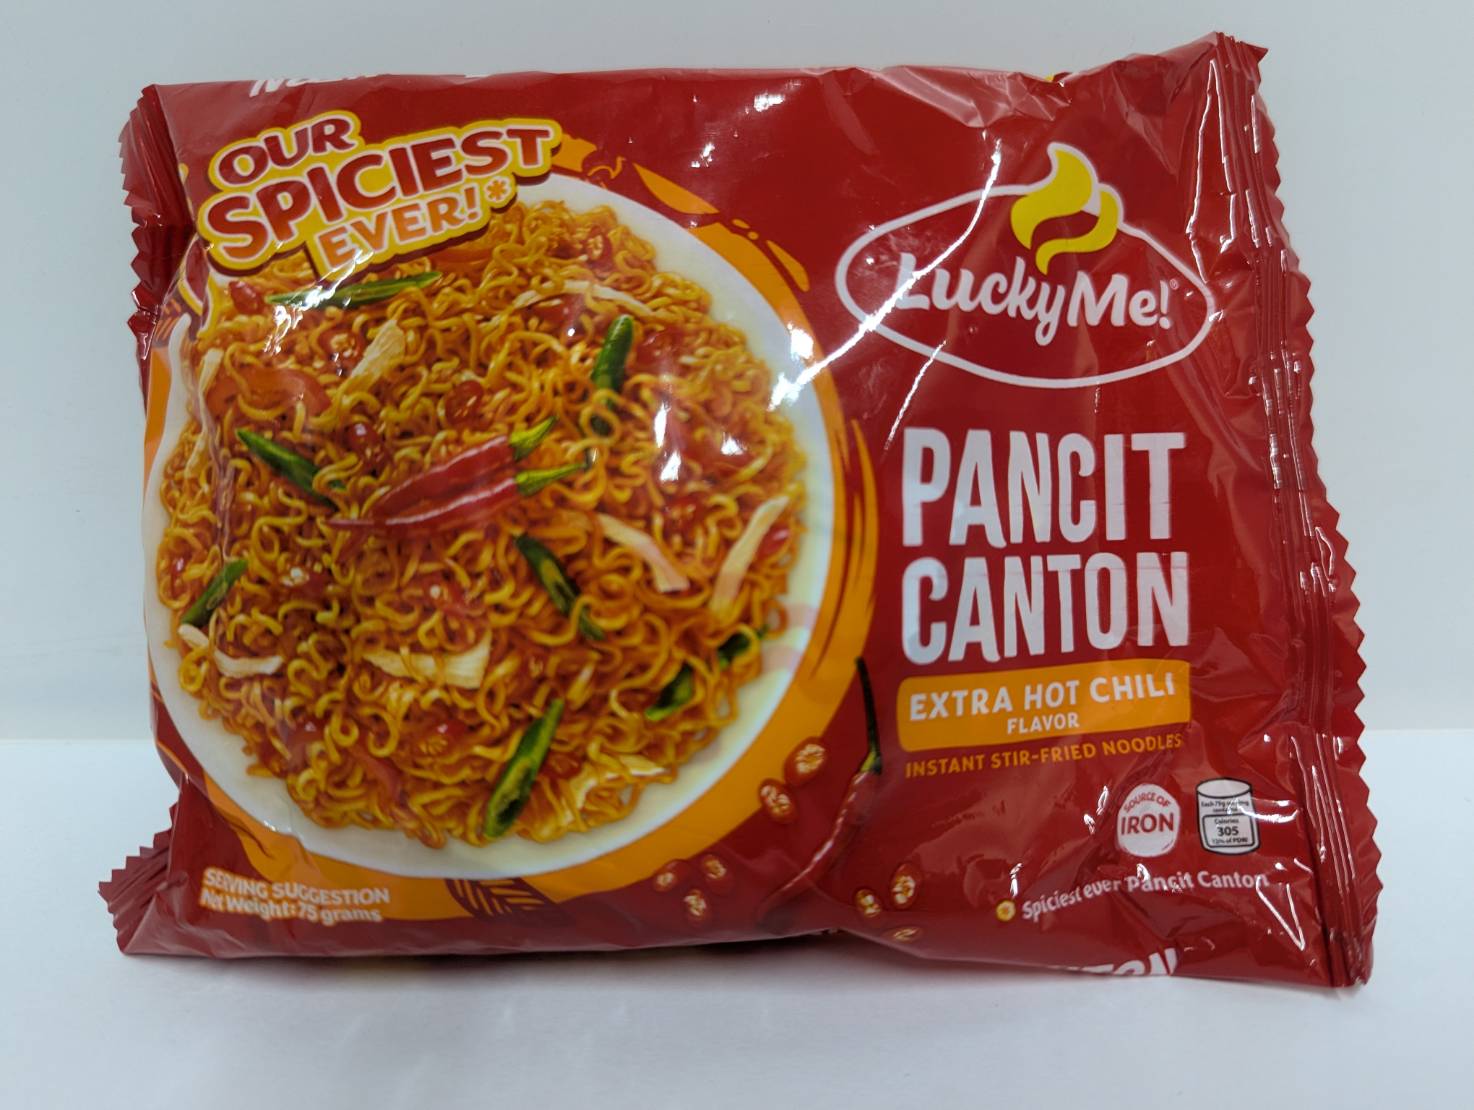 OUR
SPICIEST
EVER!*
LuckyMe!®
PANCIT
CANTON
EXTRA HOT CHILI
FLAVOR
INSTANT STIR-FRIED NOODLES
SOURCE OF
IRON
Calories
305
* Spiciest ever Pancit Canton
SERVING SUGGESTION
Net Weight: 75 grams